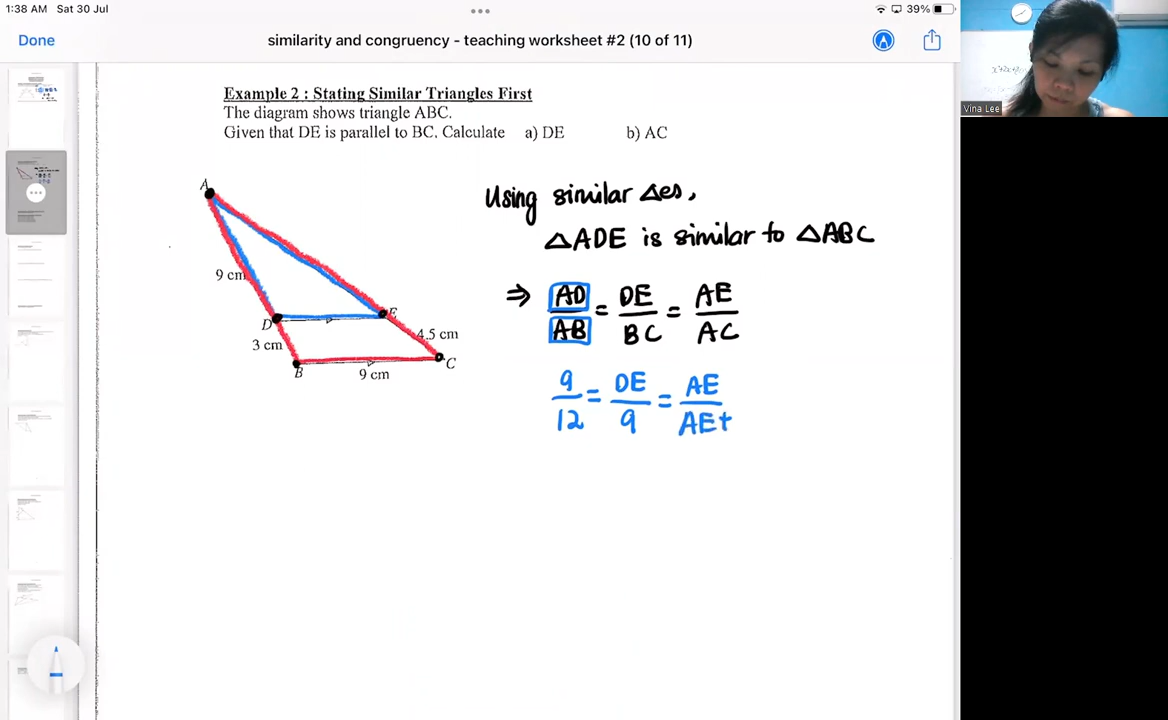 1:38 AM Sat 30 Jul
39%
Done
similarity and congruency - teaching worksheet #2 (10 of 11)
Vina Lee
Example 2 : Stating Similar Triangles First
The diagram shows triangle ABC.
Given that DE is parallel to BC. Calculate a) DE b) AC
A
9 cm
D
E
3 cm
4.5 cm
B
9 cm
C
Using similar △es,
△ADE is similar to △ABC
⇒ AD/AB = DE/BC = AE/AC
9/12 = DE/9 = AE/AE+